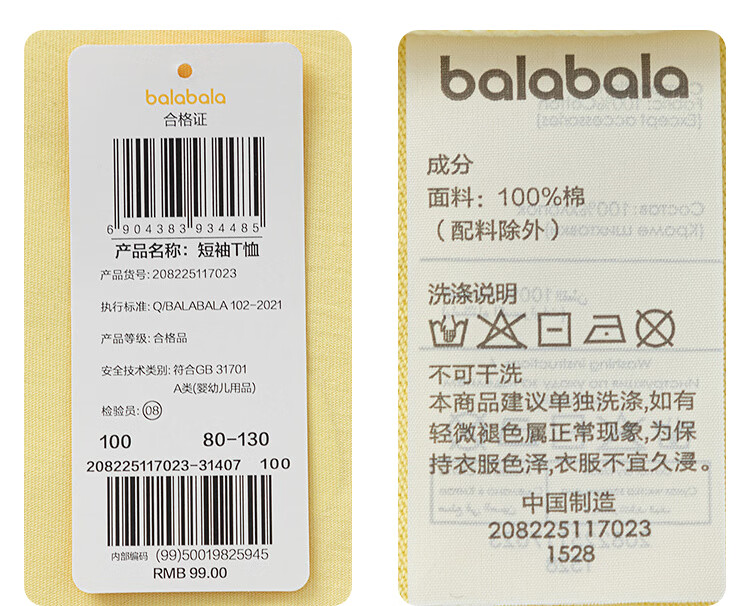 balabala
合格证
6 904383 934485
产品名称: 短袖T恤
产品货号: 208225117023
执行标准: Q/BALABALA 102-2021
产品等级: 合格品
安全技术类别: 符合GB 31701
A类(婴幼儿用品)
检验员: 08
100 80-130
208225117023-31407 100
内部编码 (99)50019825945
RMB 99.00
balabala
成分
面料: 100%棉
(配料除外)
洗涤说明
不可干洗
本商品建议单独洗涤,如有
轻微褪色属正常现象,为保
持衣服色泽,衣服不宜久浸。
中国制造
208225117023
1528